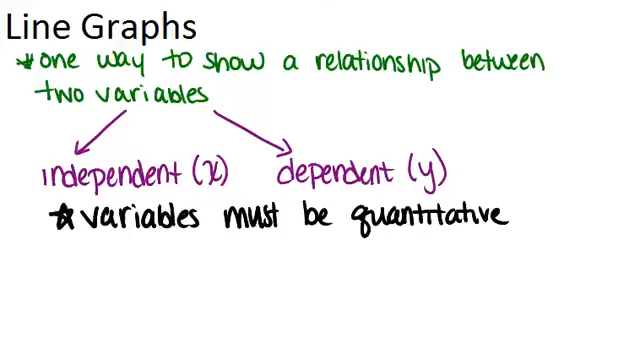 Line Graphs
* one way to show a relationship between
two variables
independent (x) dependent (y)
☆ variables must be quantitative